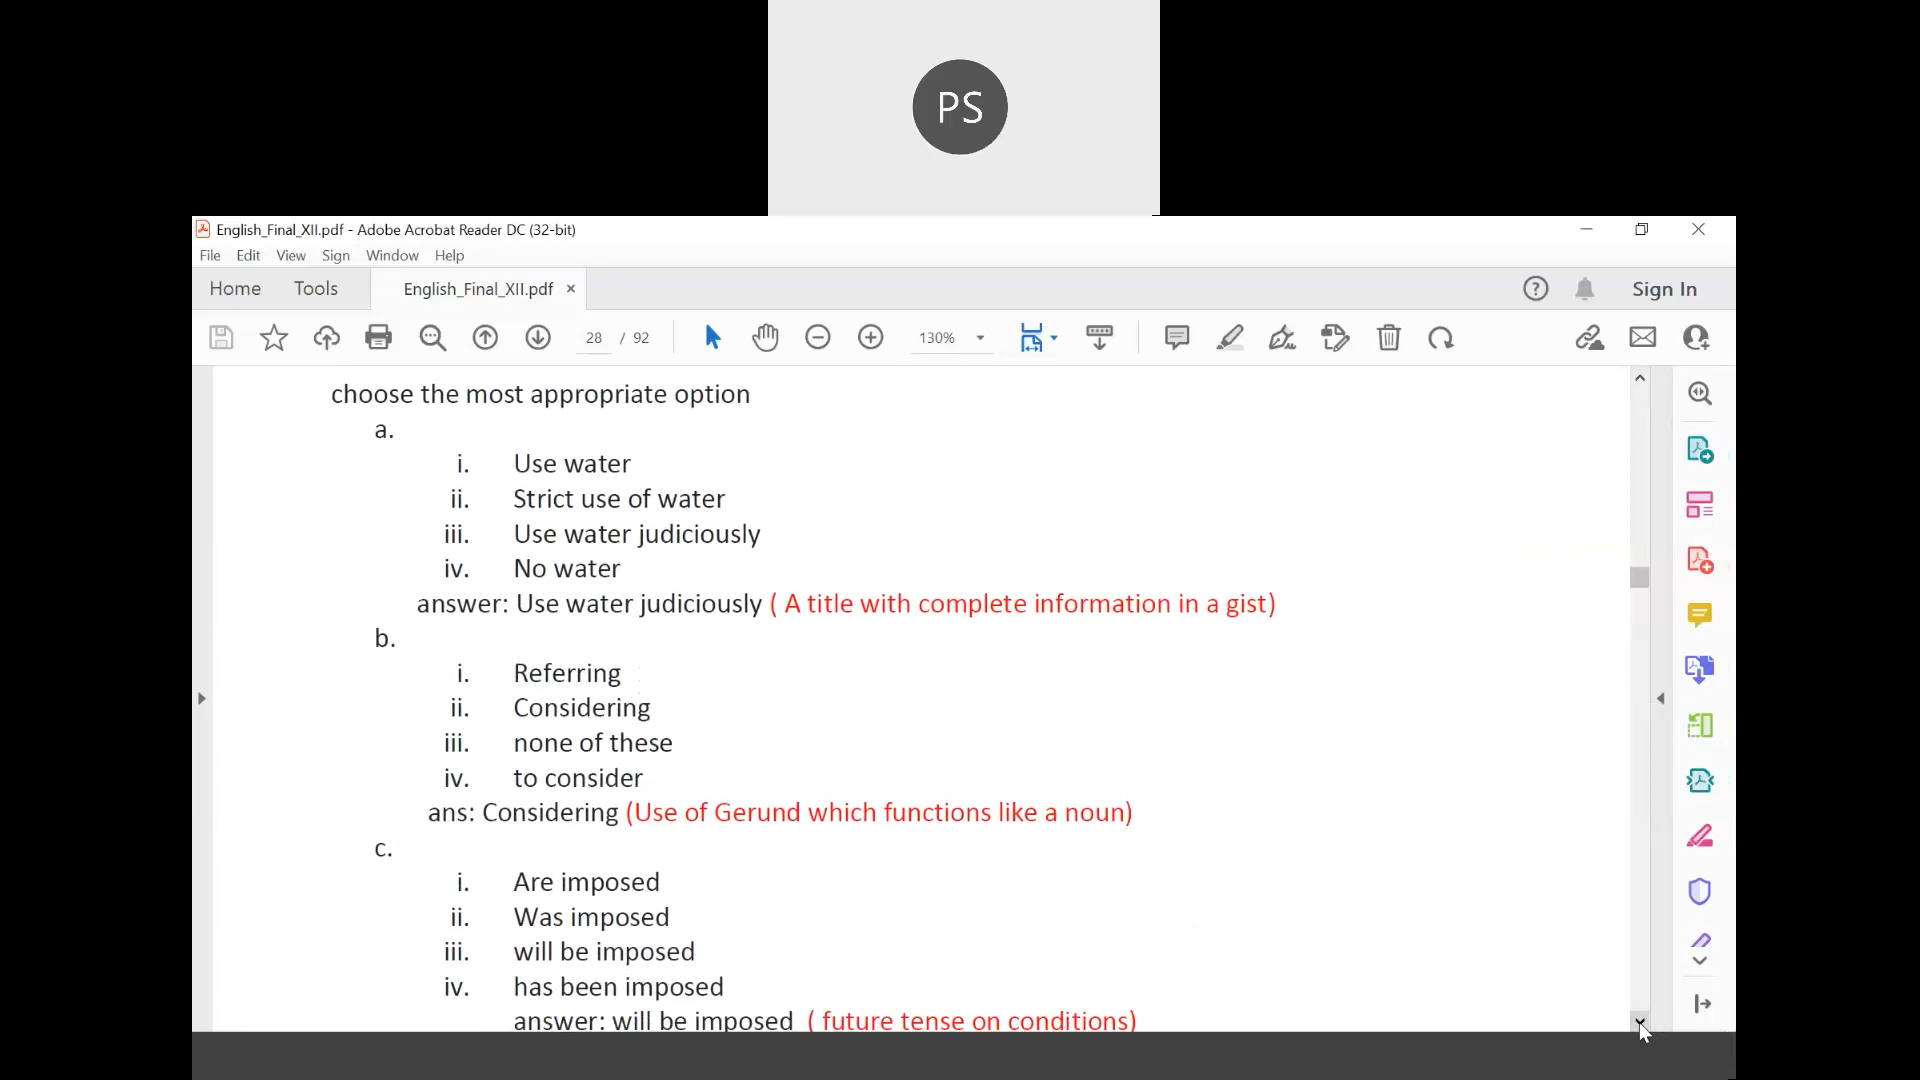 PS
English_Final_XII.pdf - Adobe Acrobat Reader DC (32-bit)
File Edit View Sign Window Help
Home Tools English_Final_XII.pdf × Sign In
28 / 92 130%
choose the most appropriate option
a.
i. Use water
ii. Strict use of water
iii. Use water judiciously
iv. No water
answer: Use water judiciously ( A title with complete information in a gist)
b.
i. Referring
ii. Considering
iii. none of these
iv. to consider
ans: Considering (Use of Gerund which functions like a noun)
c.
i. Are imposed
ii. Was imposed
iii. will be imposed
iv. has been imposed
answer: will be imposed ( future tense on conditions)